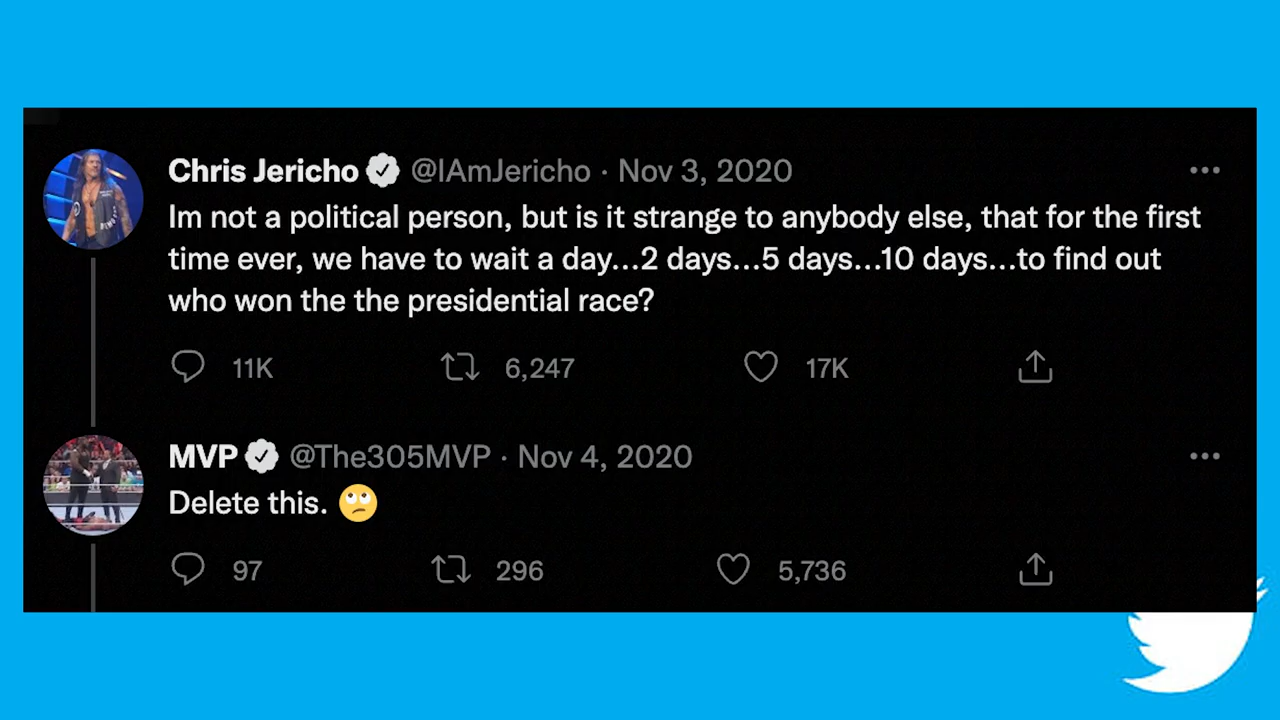 Chris Jericho @IAmJericho · Nov 3, 2020
Im not a political person, but is it strange to anybody else, that for the first
time ever, we have to wait a day...2 days...5 days...10 days...to find out
who won the the presidential race?
11K 6,247 17K
MVP @The305MVP · Nov 4, 2020
Delete this. 🙄
97 296 5,736